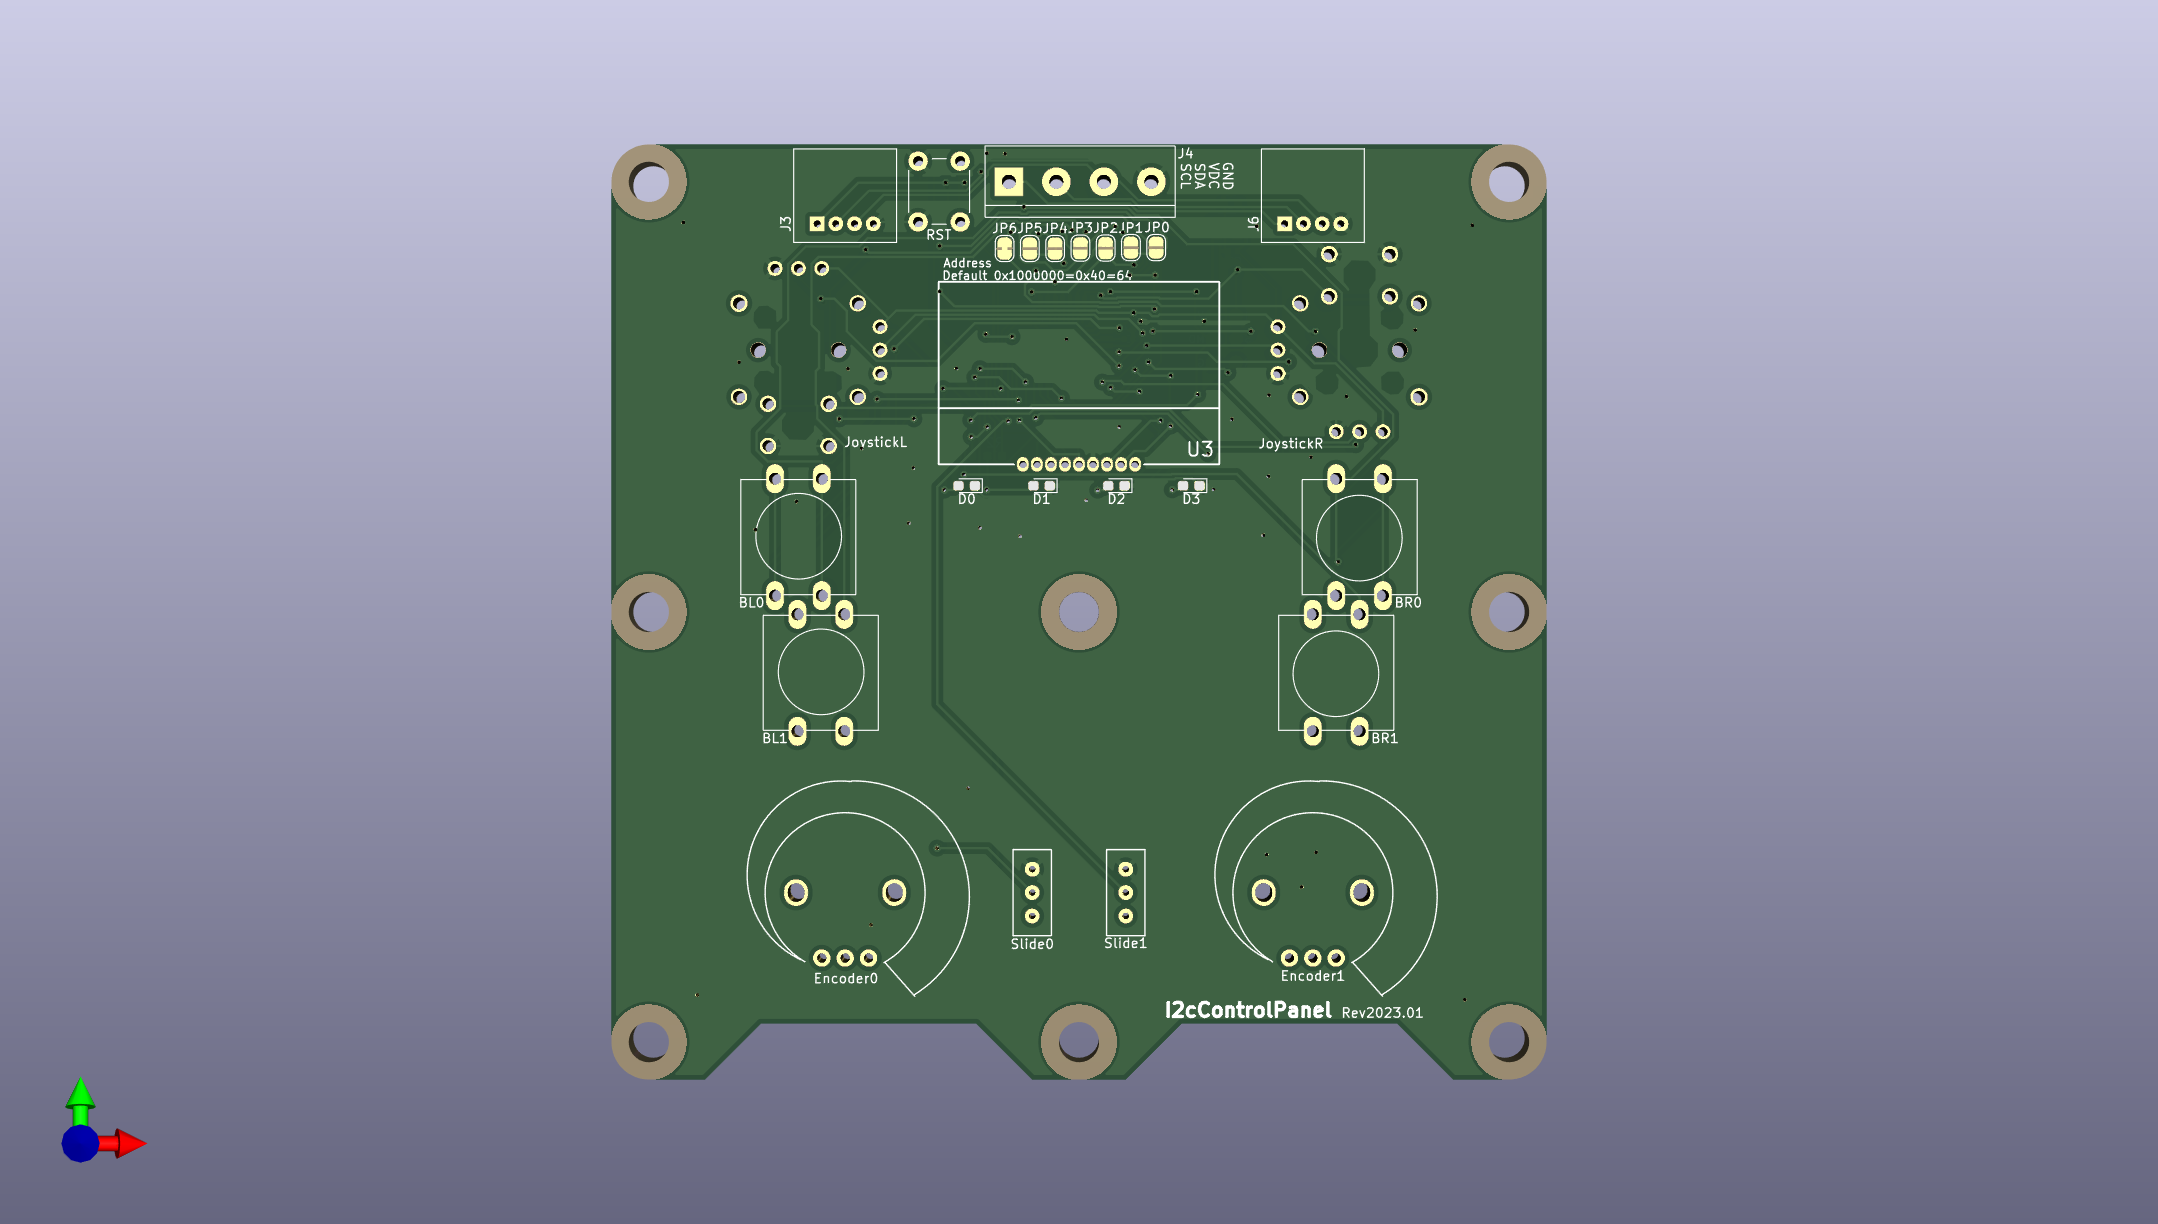 J4
GND
VDC
SDA
SCL
J3
J6
RST
JP6 JP5 JP4 JP3 JP2 JP1 JP0
Address
Default 0x1000000=0x40=64
JoystickL
JoystickR
U3
D0 D1 D2 D3
BL0
BR0
BL1
BR1
Slide0
Slide1
Encoder0
Encoder1
I2cControlPanel Rev2023.01